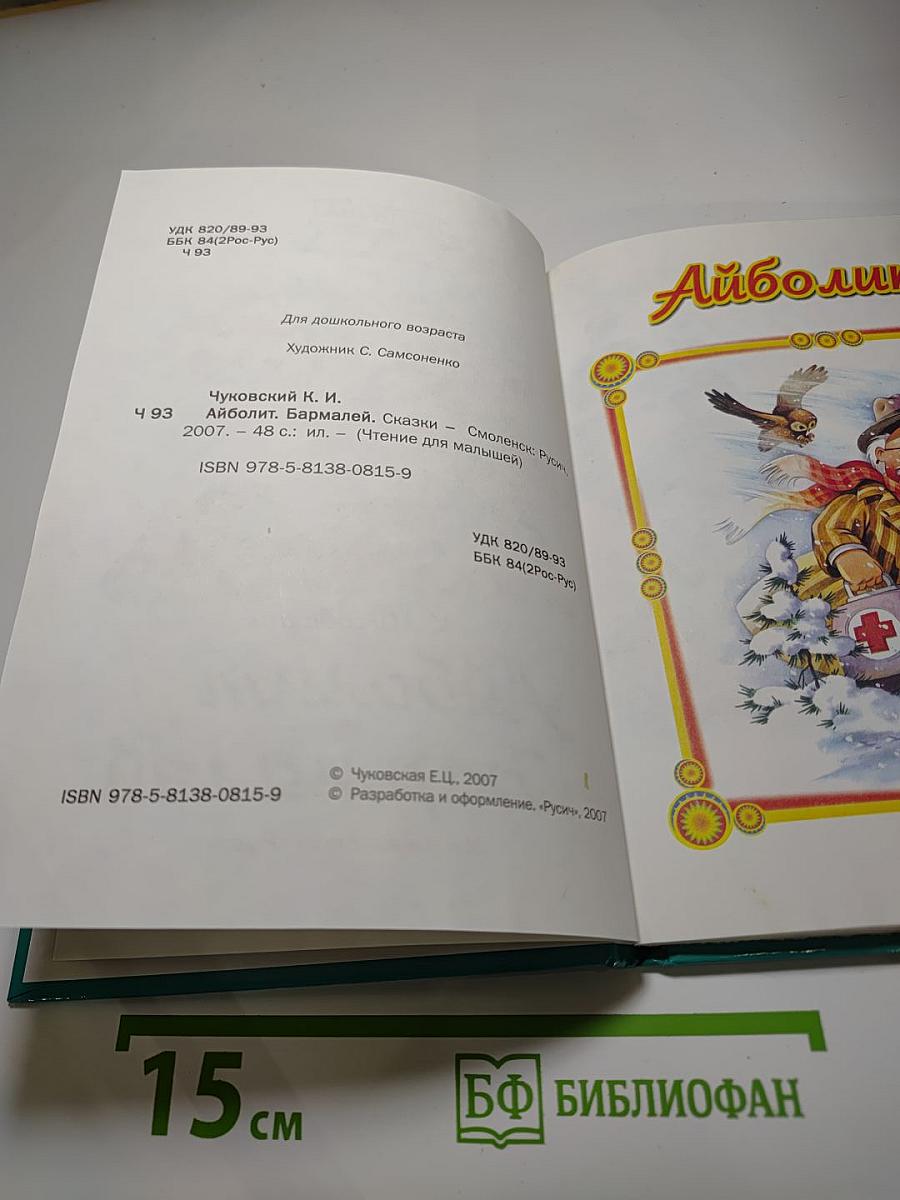 УДК 820/89-93
ББК 84(2Рос-Рус)
Ч 93
Для дошкольного возраста
Художник С. Самсоненко
Чуковский К. И.
Ч 93 Айболит. Бармалей. Сказки – Смоленск: Русич,
2007. – 48 с.: ил. – (Чтение для малышей)
ISBN 978-5-8138-0815-9
УДК 820/89-93
ББК 84(2Рос-Рус)
© Чуковская Е.Ц., 2007
ISBN 978-5-8138-0815-9
© Разработка и оформление. «Русич», 2007
15 см
БФ БИБЛИОФАН